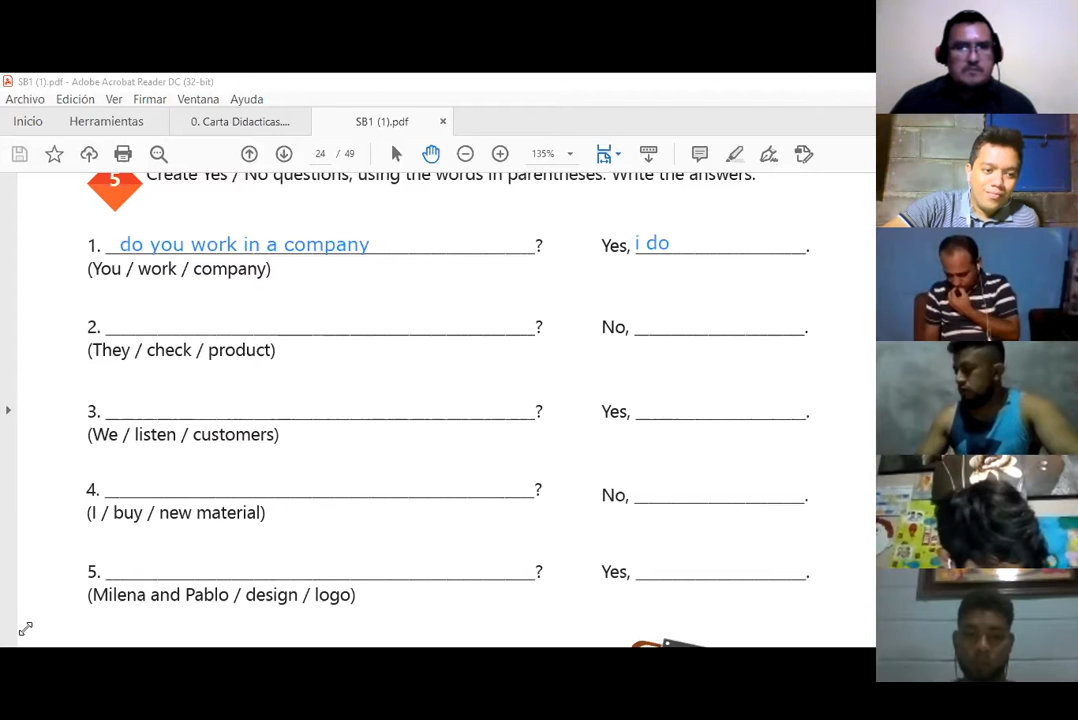 SB1 (1).pdf - Adobe Acrobat Reader DC (32-bit)
Archivo Edición Ver Firmar Ventana Ayuda
Inicio Herramientas 0. Carta Didacticas.... SB1 (1).pdf ×
24 / 49 135%
5 Create Yes / No questions, using the words in parentheses. Write the answers.
1. do you work in a company ? Yes, i do .
(You / work / company)
2. ? No, .
(They / check / product)
3. ? Yes, .
(We / listen / customers)
4. ? No, .
(I / buy / new material)
5. ? Yes, .
(Milena and Pablo / design / logo)